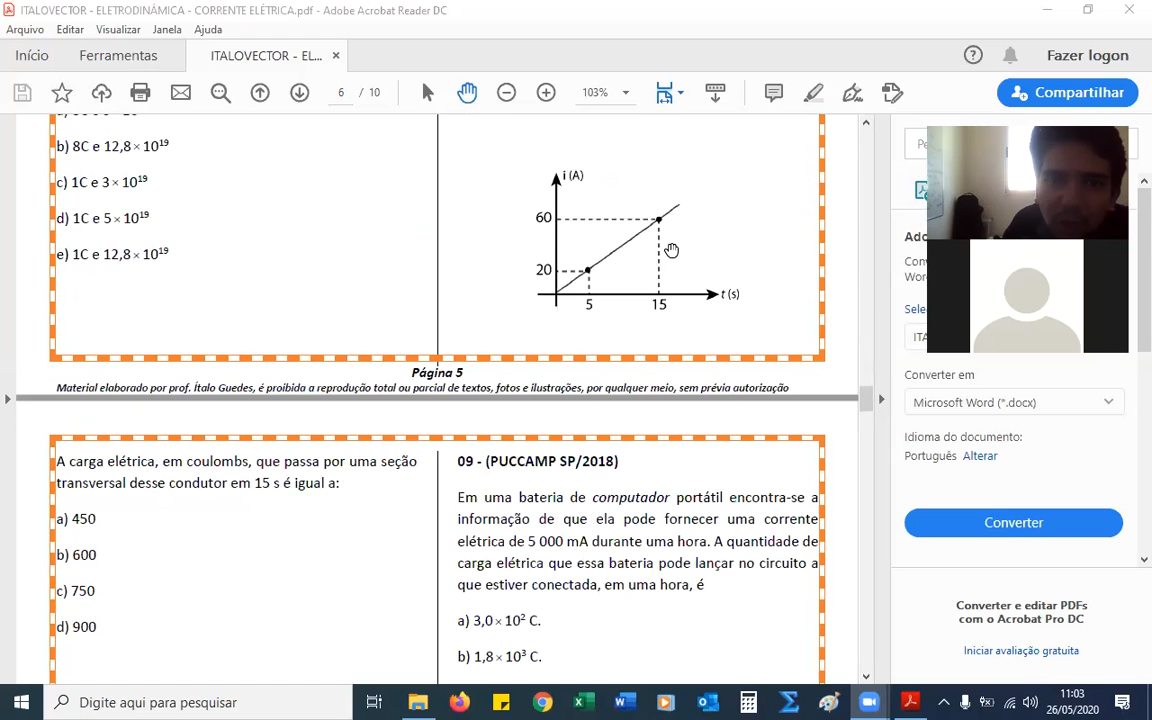 ITALOVECTOR - ELETRODINÂMICA - CORRENTE ELÉTRICA.pdf - Adobe Acrobat Reader DC
Arquivo Editar Visualizar Janela Ajuda
Início Ferramentas ITALOVECTOR - EL... × Fazer logon
6 / 10 103% Compartilhar
b) 8C e 12,8 × 10¹⁹
c) 1C e 3 × 10¹⁹
d) 1C e 5 × 10¹⁹
e) 1C e 12,8 × 10¹⁹
i (A)
60
20
5 15
t (s)
Página 5
Material elaborado por prof. Ítalo Guedes, é proibida a reprodução total ou parcial de textos, fotos e ilustrações, por qualquer meio, sem prévia autorização
A carga elétrica, em coulombs, que passa por uma seção
transversal desse condutor em 15 s é igual a:
a) 450
b) 600
c) 750
d) 900
09 - (PUCCAMP SP/2018)
Em uma bateria de computador portátil encontra-se a
informação de que ela pode fornecer uma corrente
elétrica de 5 000 mA durante uma hora. A quantidade de
carga elétrica que essa bateria pode lançar no circuito a
que estiver conectada, em uma hora, é
a) 3,0 × 10² C.
b) 1,8 × 10³ C.
Converter em
Microsoft Word (*.docx)
Idioma do documento:
Português Alterar
Converter
Converter e editar PDFs
com o Acrobat Pro DC
Iniciar avaliação gratuita
Digite aqui para pesquisar
11:03
26/05/2020